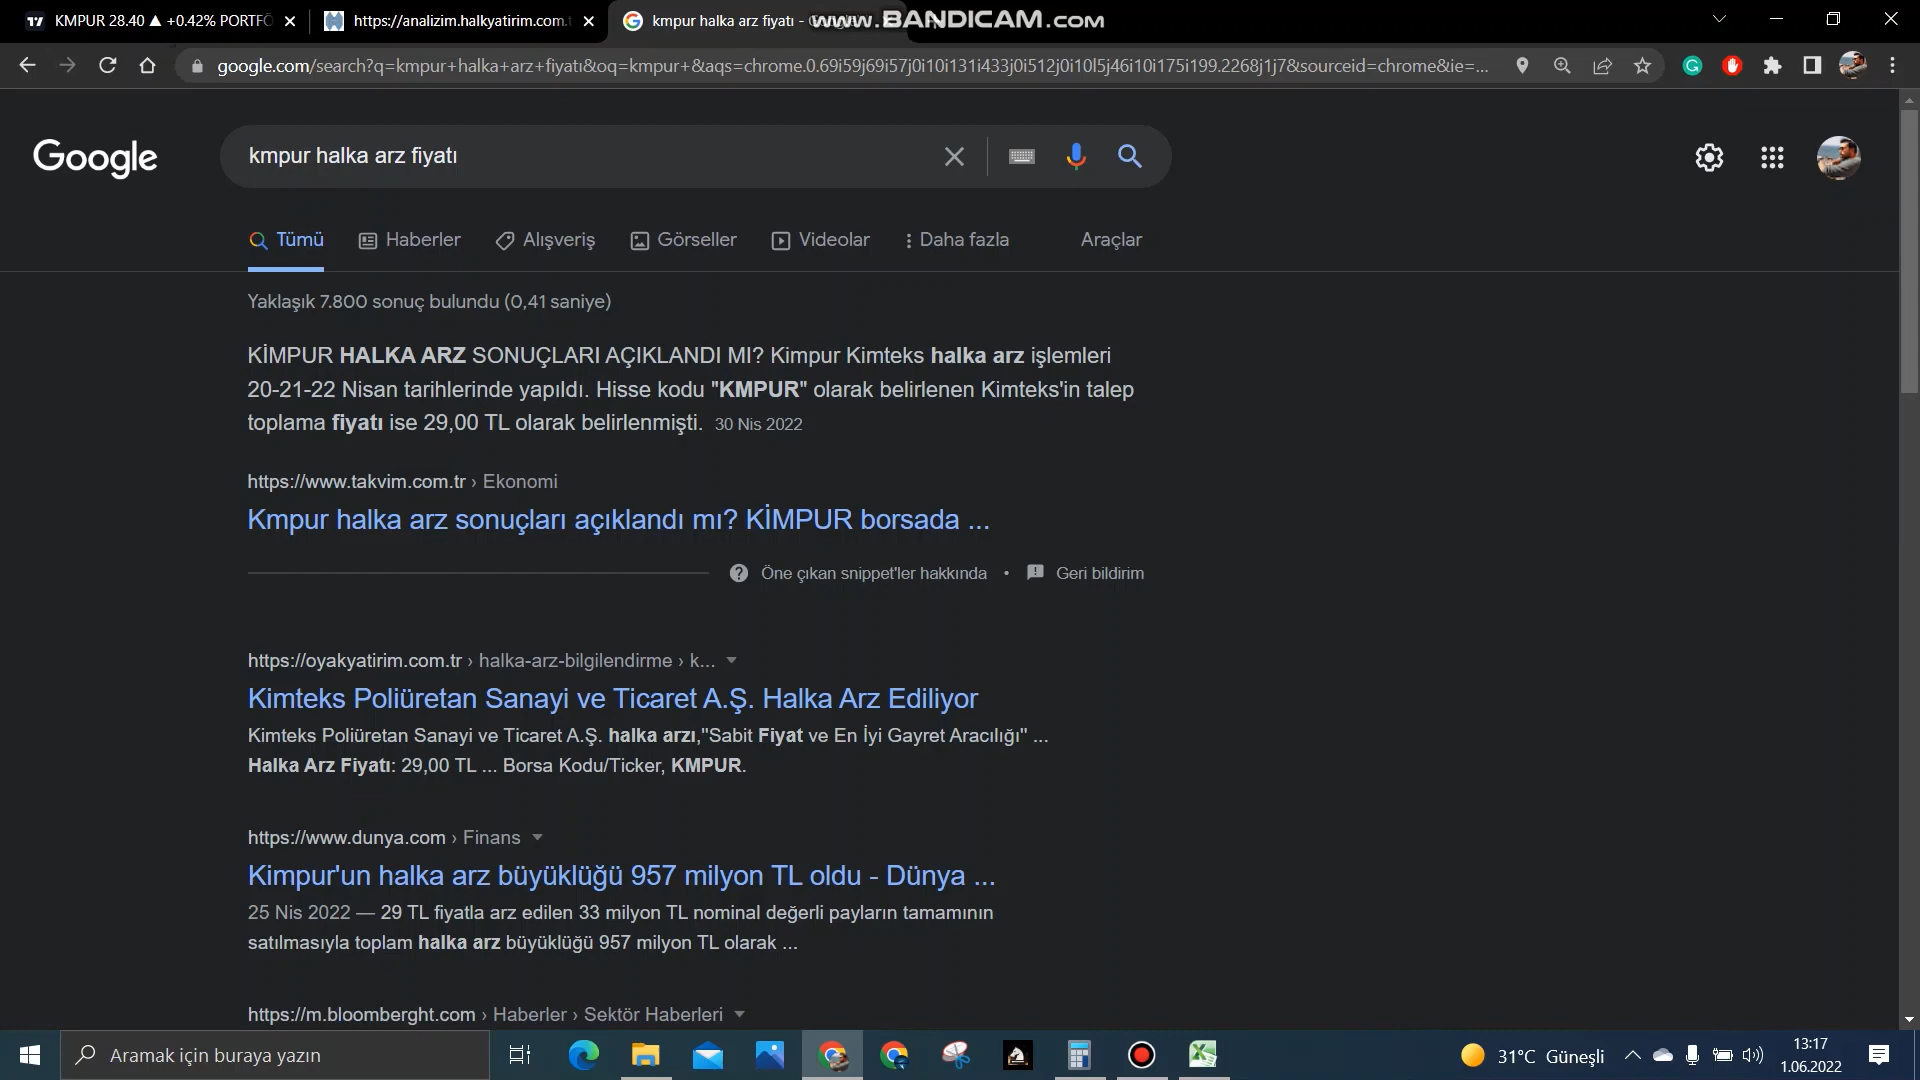 KMPUR 28.40 ▲ +0.42% PORTFÖ
https://analizim.halkyatirim.com.t
kmpur halka arz fiyatı -
www.BANDICAM.com
google.com/search?q=kmpur+halka+arz+fiyatı&oq=kmpur+&aqs=chrome.0.69i59j69i57j0i10i131i433j0i512j0i10l5j46i10i175i199.2268j1j7&sourceid=chrome&ie=...
Google
kmpur halka arz fiyatı
Tümü
Haberler
Alışveriş
Görseller
Videolar
Daha fazla
Araçlar
Yaklaşık 7.800 sonuç bulundu (0,41 saniye)
KİMPUR HALKA ARZ SONUÇLARI AÇIKLANDI MI? Kimpur Kimteks halka arz işlemleri
20-21-22 Nisan tarihlerinde yapıldı. Hisse kodu "KMPUR" olarak belirlenen Kimteks'in talep
toplama fiyatı ise 29,00 TL olarak belirlenmişti. 30 Nis 2022
https://www.takvim.com.tr › Ekonomi
Kmpur halka arz sonuçları açıklandı mı? KİMPUR borsada ...
Öne çıkan snippet'ler hakkında • Geri bildirim
https://oyakyatirim.com.tr › halka-arz-bilgilendirme › k...
Kimteks Poliüretan Sanayi ve Ticaret A.Ş. Halka Arz Ediliyor
Kimteks Poliüretan Sanayi ve Ticaret A.Ş. halka arzı,"Sabit Fiyat ve En İyi Gayret Aracılığı" ...
Halka Arz Fiyatı: 29,00 TL ... Borsa Kodu/Ticker, KMPUR.
https://www.dunya.com › Finans
Kimpur'un halka arz büyüklüğü 957 milyon TL oldu - Dünya ...
25 Nis 2022 — 29 TL fiyatla arz edilen 33 milyon TL nominal değerli payların tamamının
satılmasıyla toplam halka arz büyüklüğü 957 milyon TL olarak ...
https://m.bloomberght.com › Haberler › Sektör Haberleri
Aramak için buraya yazın
31°C Güneşli
13:17
1.06.2022